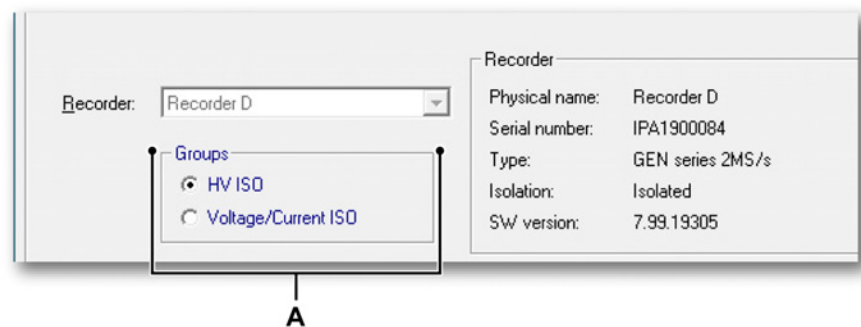 Recorder
Recorder: Recorder D
Physical name: Recorder D
Serial number: IPA1900084
Groups
Type: GEN series 2MS/s
HV ISO
Isolation: Isolated
Voltage/Current ISO
SW version: 7.99.19305
A